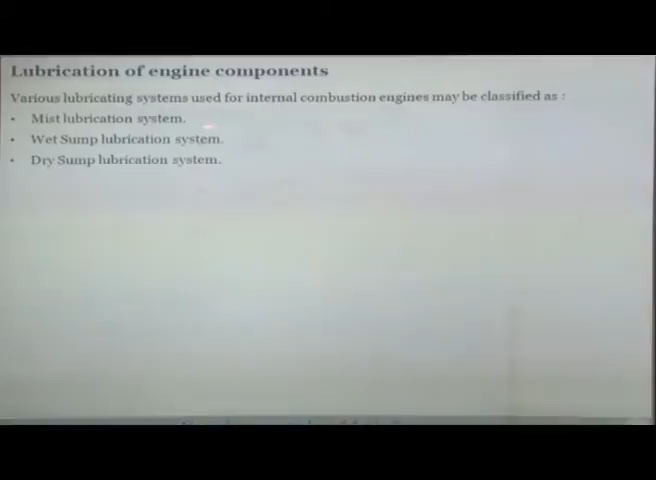 Lubrication of engine components
Various lubricating systems used for internal combustion engines may be classified as :
• Mist lubrication system.
• Wet Sump lubrication system.
• Dry Sump lubrication system.